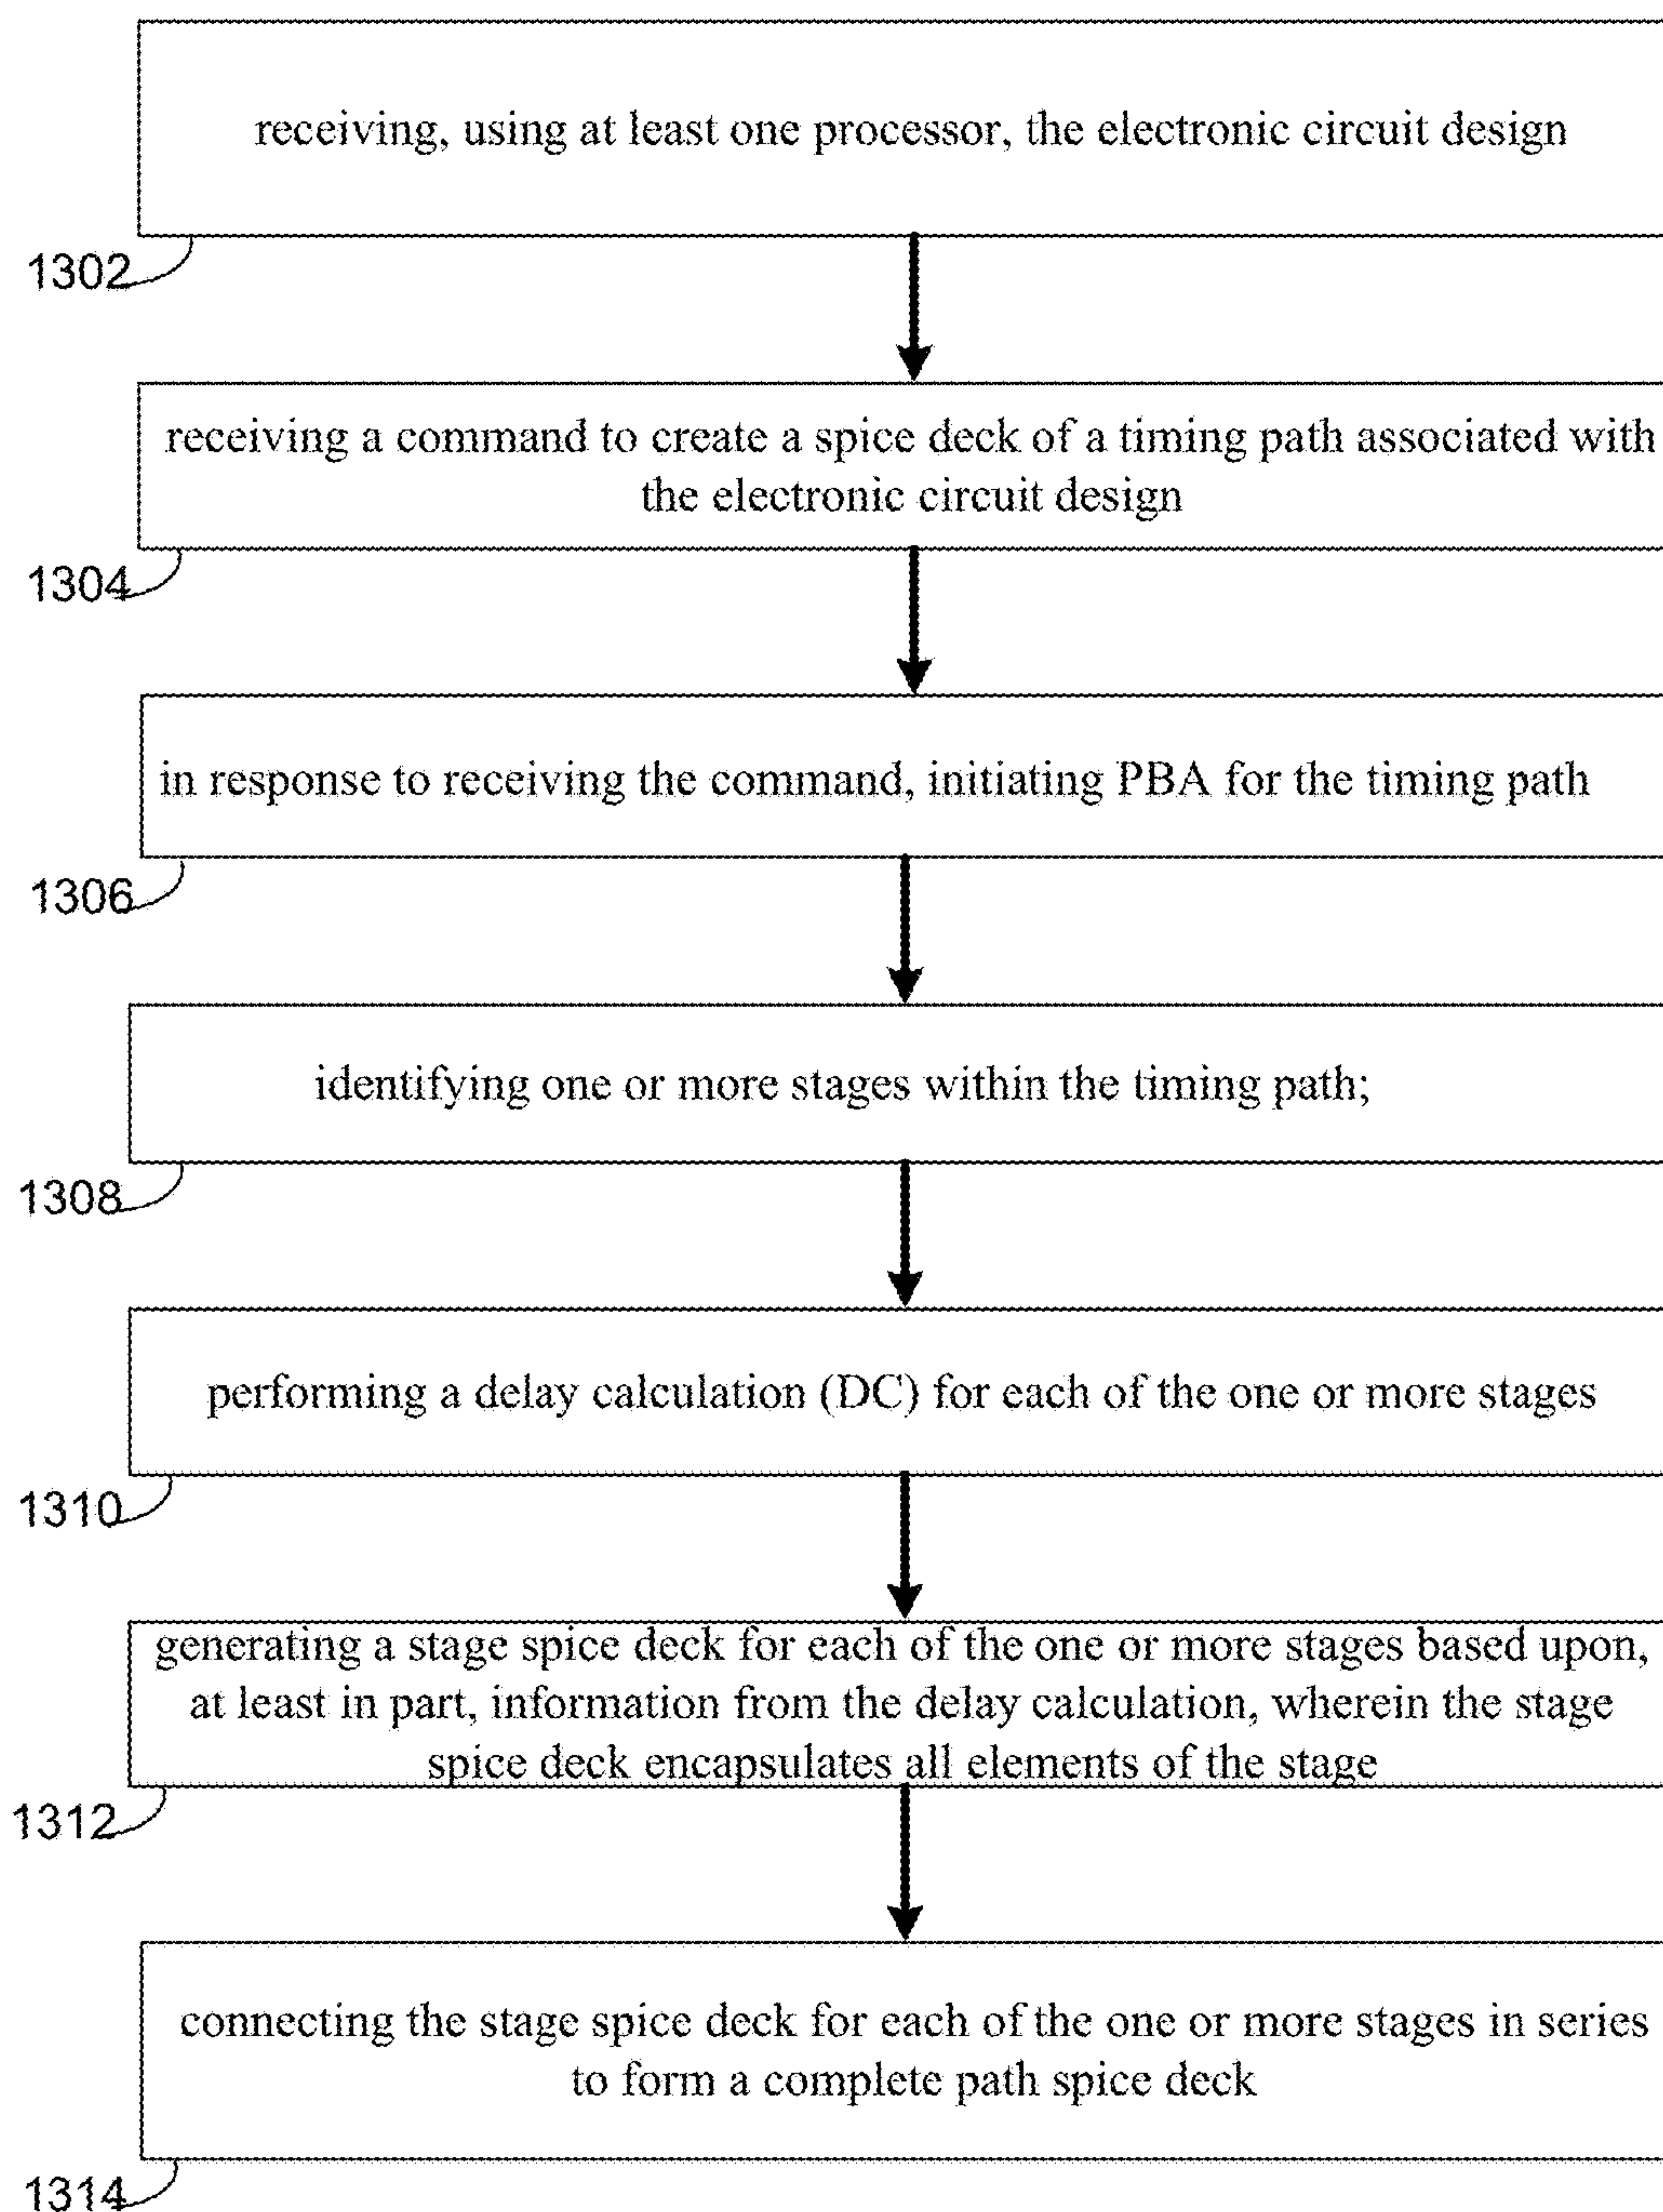 receiving, using at least one processor, the electronic circuit design
1302
receiving a command to create a spice deck of a timing path associated with
the electronic circuit design
1304
in response to receiving the command, initiating PBA for the timing path
1306
identifying one or more stages within the timing path;
1308
performing a delay calculation (DC) for each of the one or more stages
1310
generating a stage spice deck for each of the one or more stages based upon,
at least in part, information from the delay calculation, wherein the stage
spice deck encapsulates all elements of the stage
1312
connecting the stage spice deck for each of the one or more stages in series
to form a complete path spice deck
1314